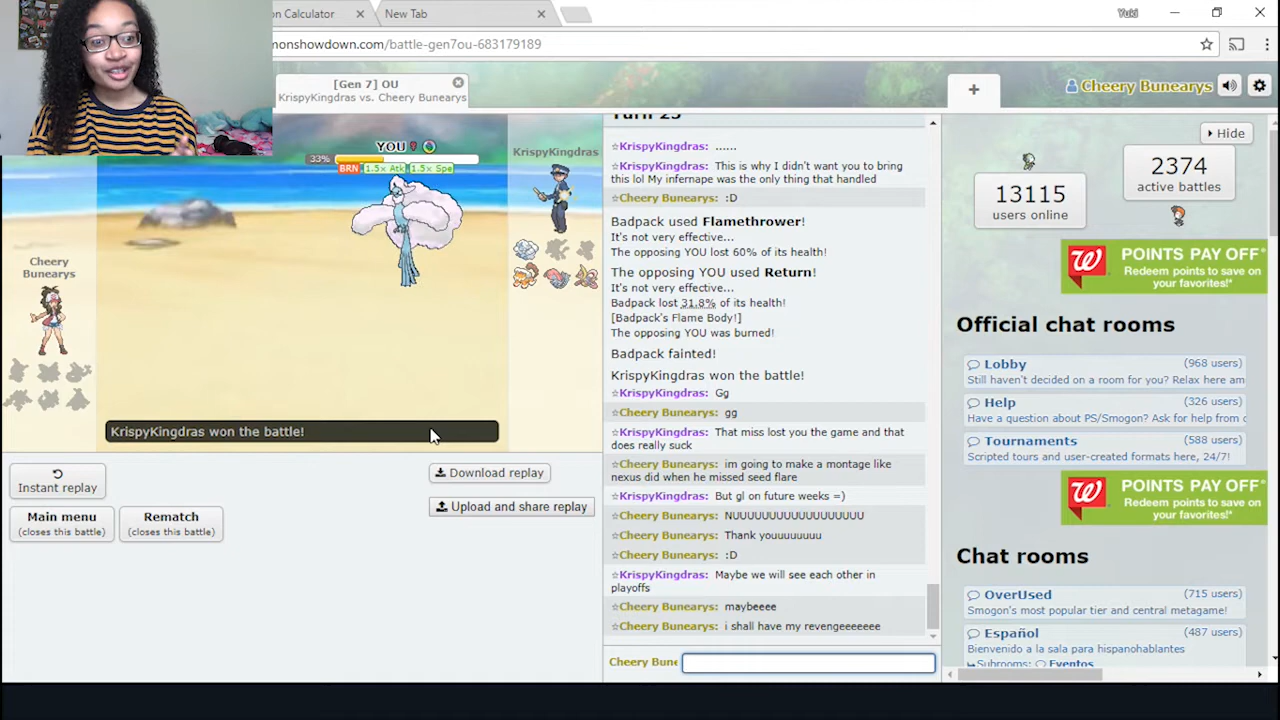 on Calculator
New Tab
Yuki
monshowdown.com/battle-gen7ou-683179189
[Gen 7] OU
KrispyKingdras vs. Cheery Bunearys
+
Cheery Bunearys
YOU
33%
BRN 1.5x Atk 1.5x Spe
KrispyKingdras
Cheery
Bunearys
KrispyKingdras won the battle!
Instant replay
Download replay
Upload and share replay
Main menu
(closes this battle)
Rematch
(closes this battle)
Turn 25
☆KrispyKingdras: ......
☆KrispyKingdras: This is why I didn't want you to bring
this lol My infernape was the only thing that handled
☆Cheery Bunearys: :D
Badpack used Flamethrower!
It's not very effective...
The opposing YOU lost 60% of its health!
The opposing YOU used Return!
It's not very effective...
Badpack lost 31.8% of its health!
[Badpack's Flame Body!]
The opposing YOU was burned!
Badpack fainted!
KrispyKingdras won the battle!
☆KrispyKingdras: Gg
☆Cheery Bunearys: gg
☆KrispyKingdras: That miss lost you the game and that
does really suck
☆Cheery Bunearys: im going to make a montage like
nexus did when he missed seed flare
☆KrispyKingdras: But gl on future weeks =)
☆Cheery Bunearys: NUUUUUUUUUUUUUUUUUU
☆Cheery Bunearys: Thank youuuuuuuu
☆Cheery Bunearys: :D
☆KrispyKingdras: Maybe we will see each other in
playoffs
☆Cheery Bunearys: maybeeee
☆Cheery Bunearys: i shall have my revengeeeeeee
Cheery Bune
Hide
13115
users online
2374
active battles
W POINTS PAY OFF*
Redeem points to save on
your favorites!*
Official chat rooms
Lobby (968 users)
Still haven't decided on a room for you? Relax here am
Help (326 users)
Have a question about PS/Smogon? Ask for help from o
Tournaments (588 users)
Scripted tours and user-created formats here, 24/7!
W POINTS PAY OFF*
Redeem points to save on
your favorites!*
Chat rooms
OverUsed (715 users)
Smogon's most popular tier and central metagame!
Español (487 users)
Bienvenido a la sala para hispanohablantes
Subrooms: Eventos